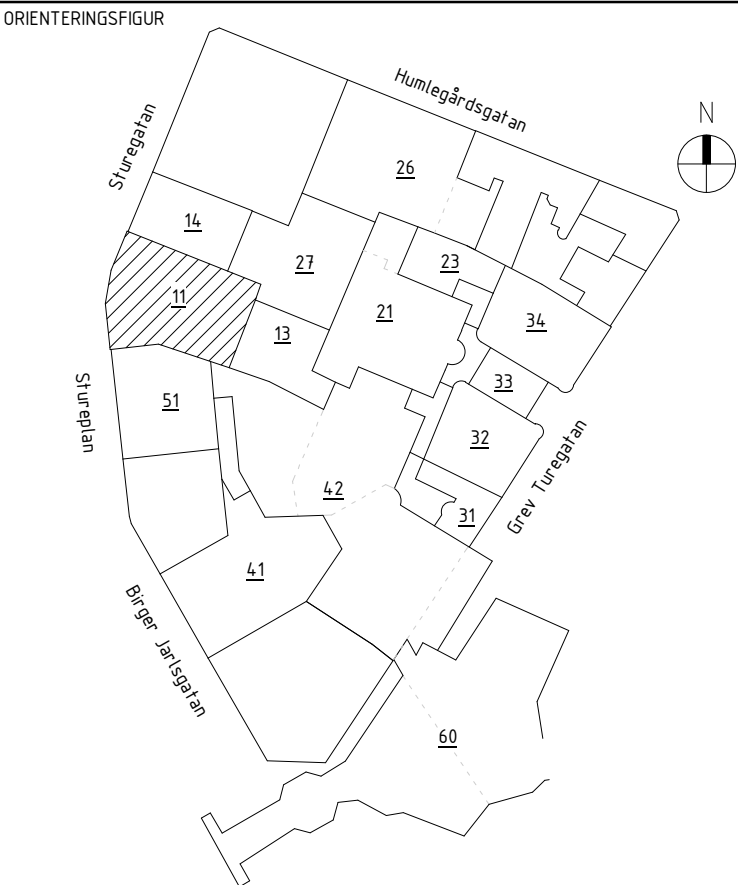 ORIENTERINGSFIGUR
Humlegårdsgatan
Sturegatan
N
26
14
23
27
11
21
34
13
33
51
Stureplan
32
42
Grev Turegatan
31
41
Birger Jarlsgatan
60